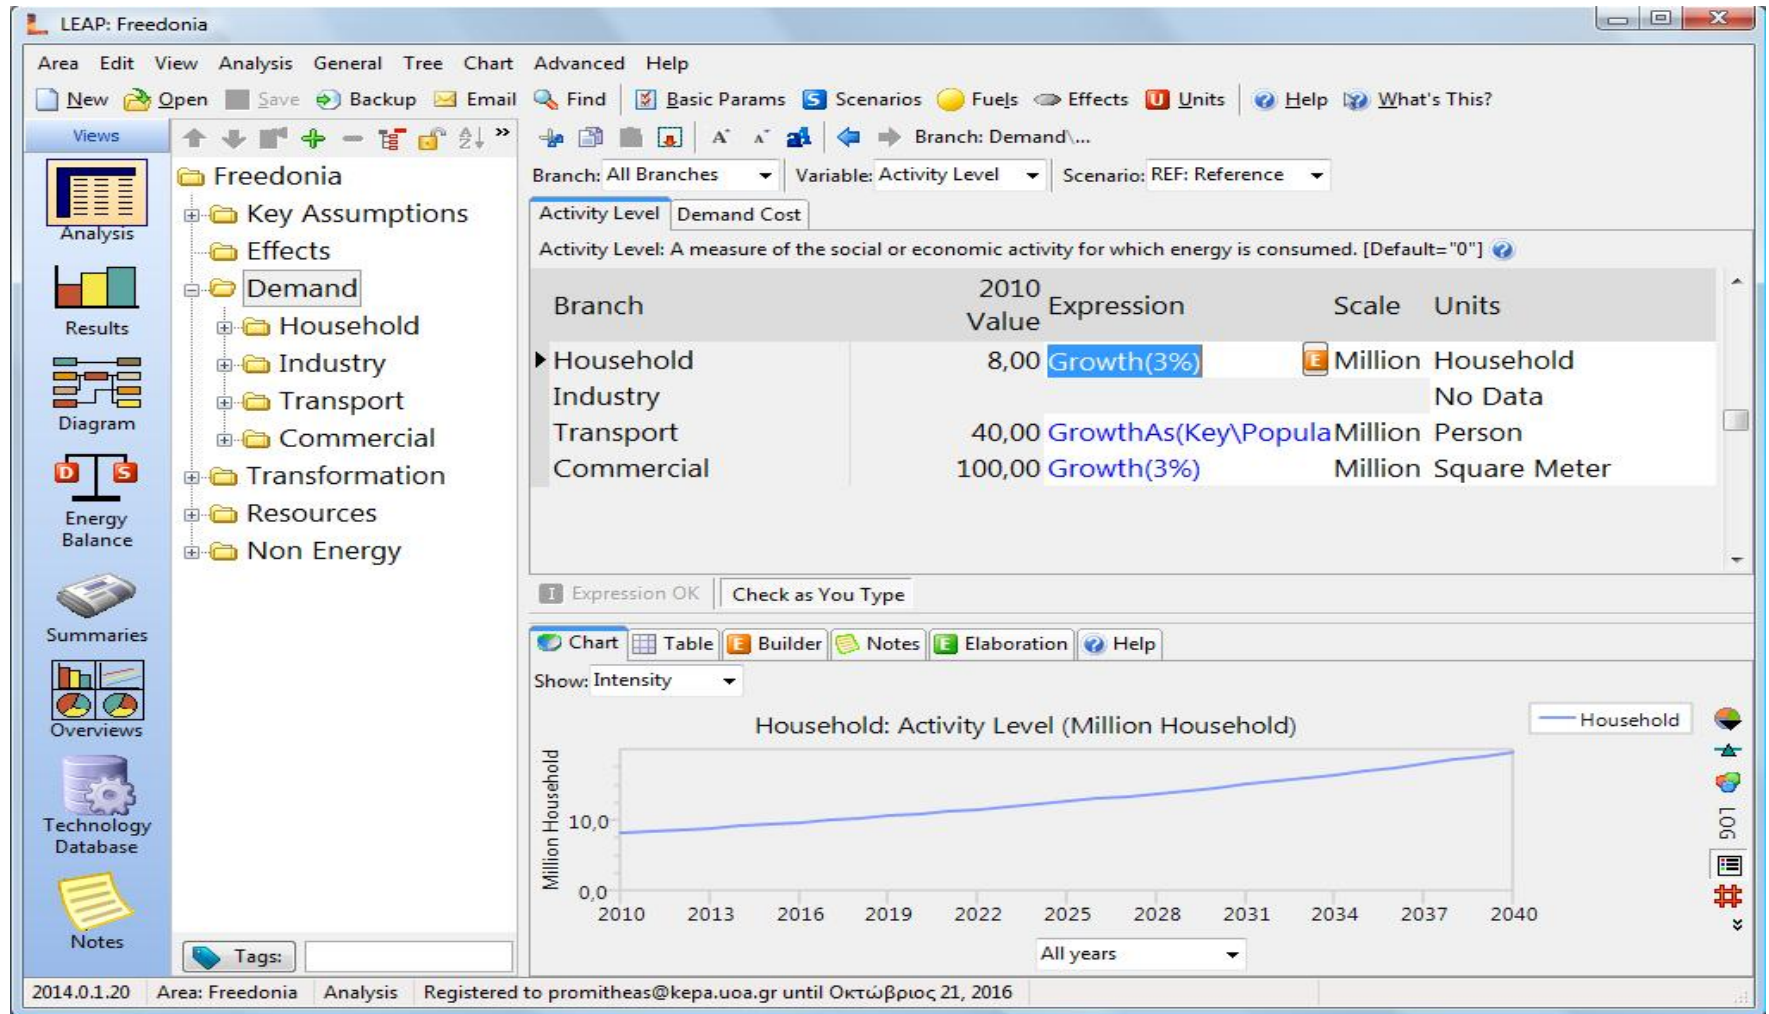 LEAP: Freedonia
Area Edit View Analysis General Tree Chart Advanced Help
New Open Save Backup Email Find Basic Params S Scenarios Fuels Effects U Units Help What's This?
Views
Branch: Demand\...
Branch: All Branches Variable: Activity Level Scenario: REF: Reference
Activity Level Demand Cost
Activity Level: A measure of the social or economic activity for which energy is consumed. [Default="0"]
Analysis
Results
Diagram
D S
Energy
Balance
Summaries
Overviews
Technology
Database
Notes
Freedonia
Key Assumptions
Effects
Demand
Household
Industry
Transport
Commercial
Transformation
Resources
Non Energy
Tags:
Branch 2010 Value Expression Scale Units
Household 8,00 Growth(3%) E Million Household
Industry No Data
Transport 40,00 GrowthAs(Key\Popula Million Person
Commercial 100,00 Growth(3%) Million Square Meter
I Expression OK Check as You Type
Chart Table E Builder Notes E Elaboration Help
Show: Intensity
Household: Activity Level (Million Household)
Household
Million Household
10,0
0,0
2010 2013 2016 2019 2022 2025 2028 2031 2034 2037 2040
All years
LOG
2014.0.1.20 Area: Freedonia Analysis Registered to promitheas@kepa.uoa.gr until Οκτώβριος 21, 2016